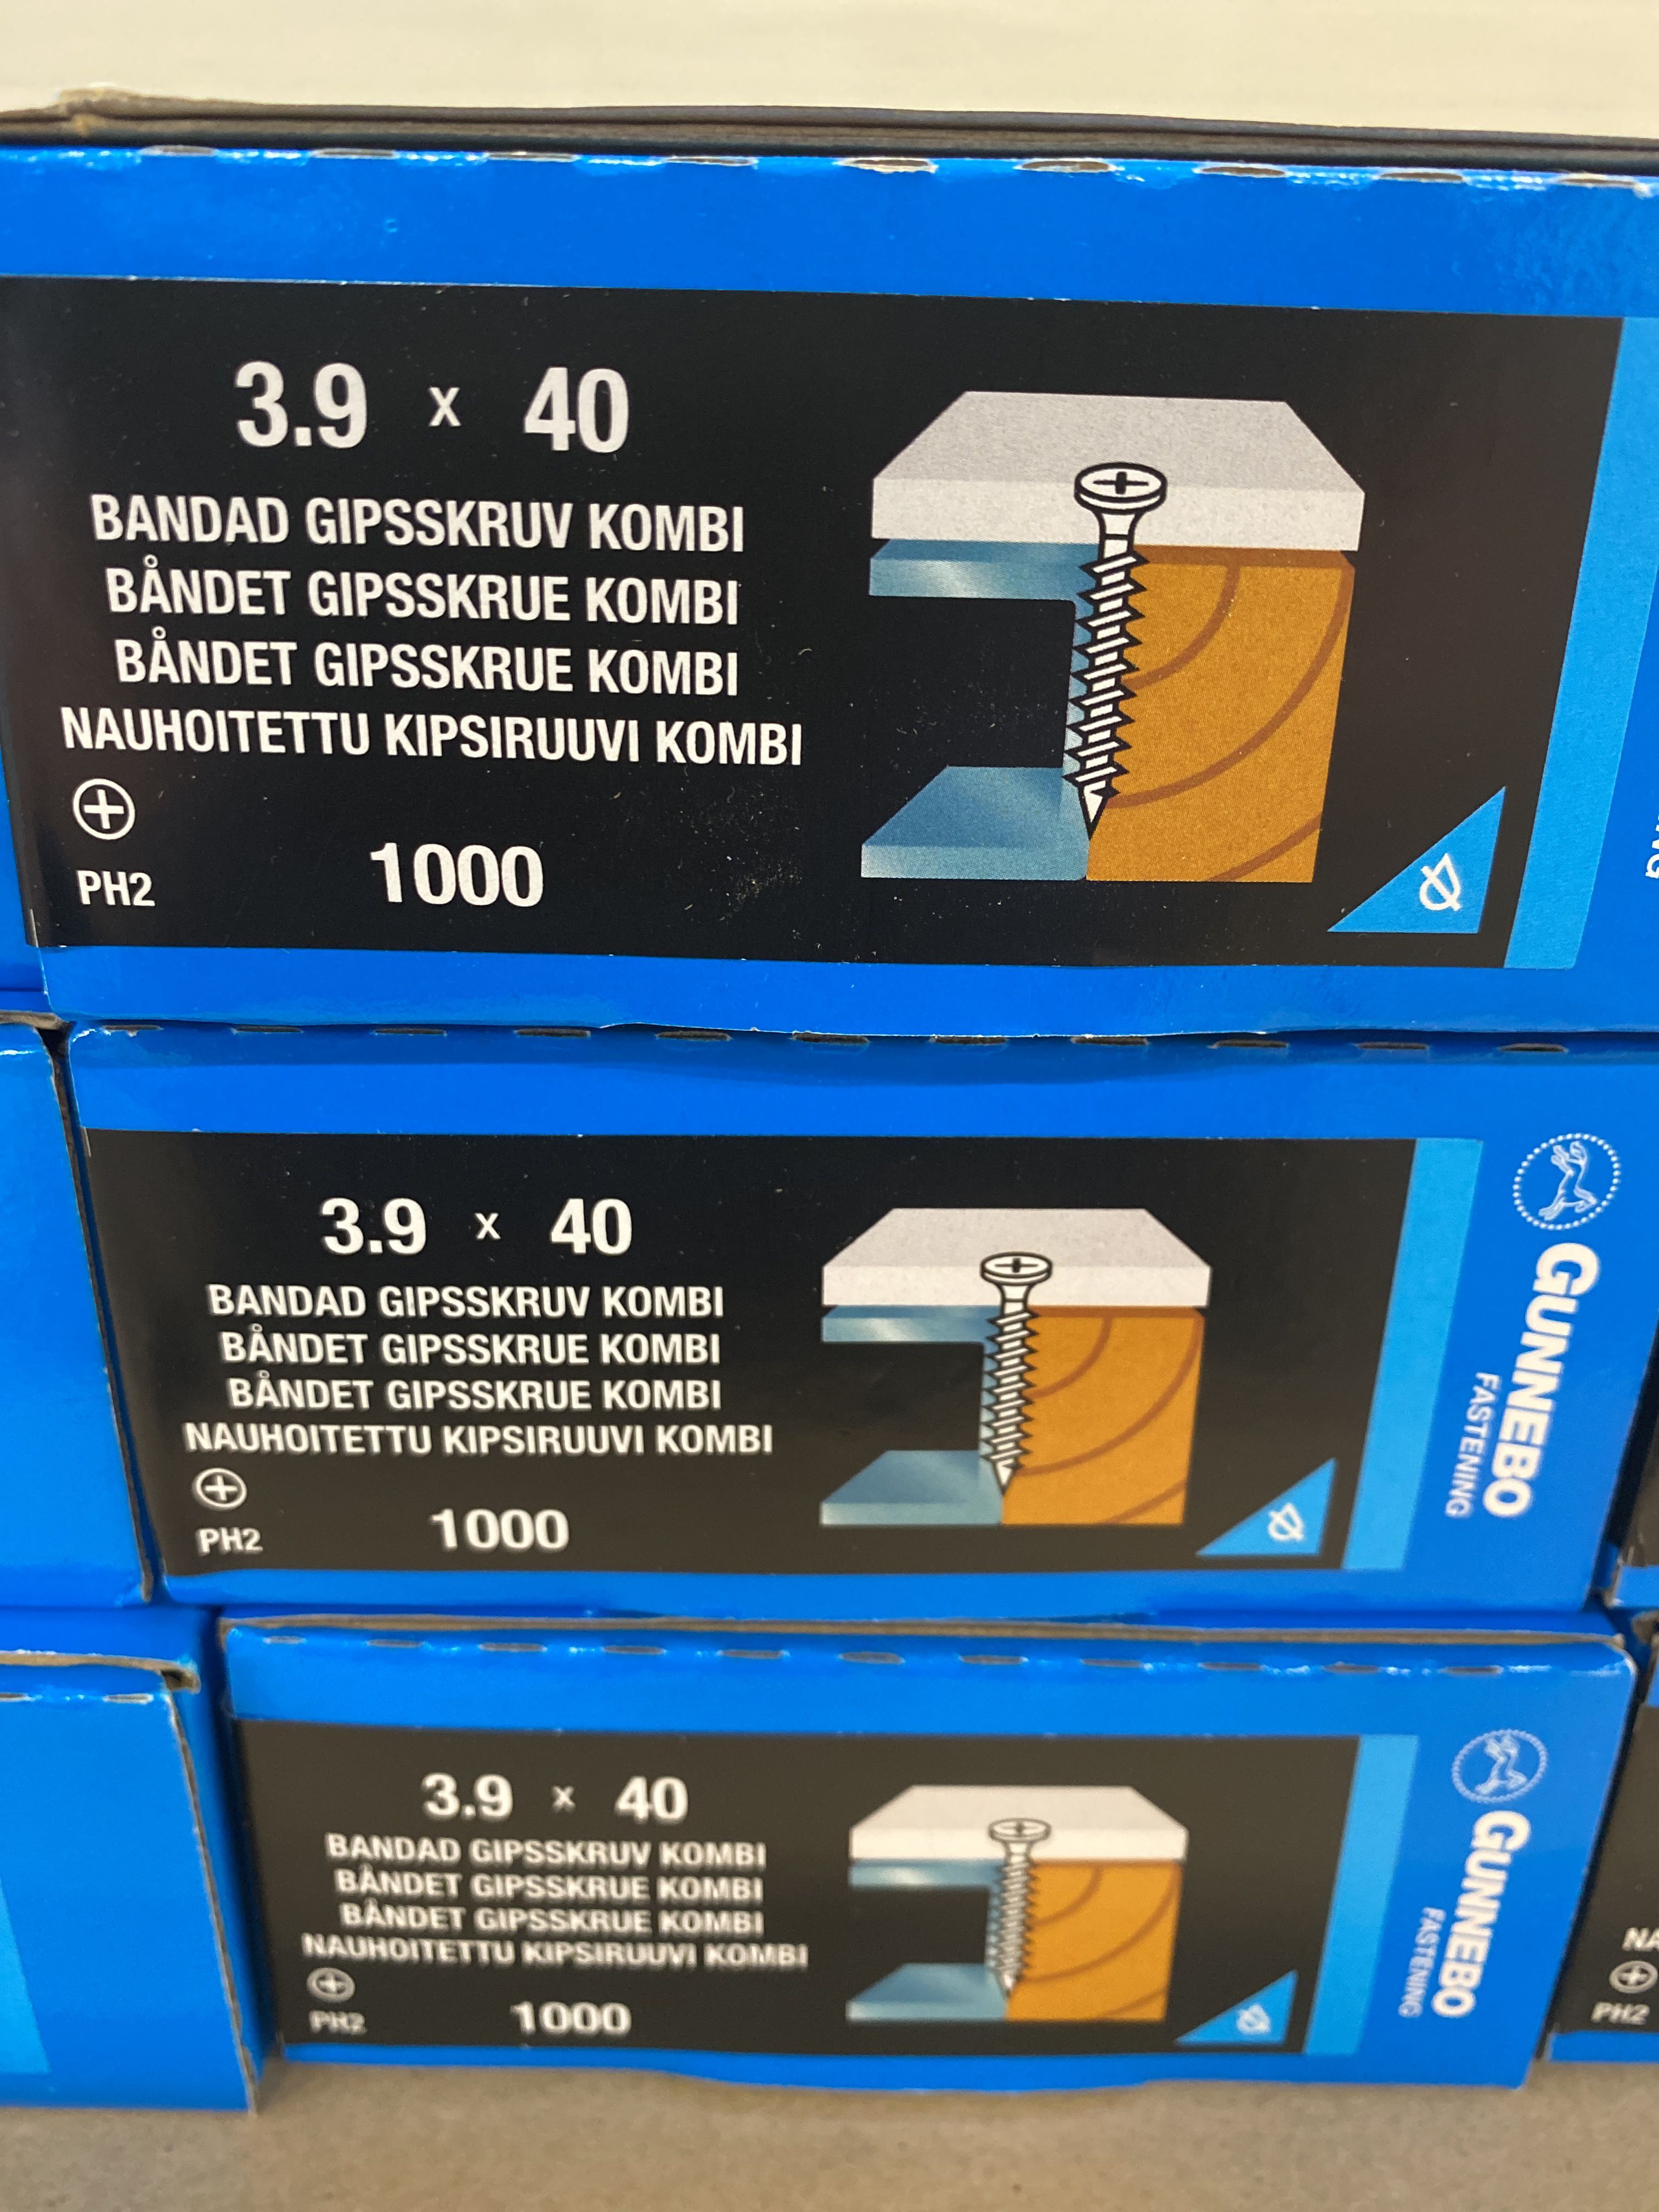 3.9 x 40
BANDAD GIPSSKRUV KOMBI
BÅNDET GIPSSKRUE KOMBI
BÅNDET GIPSSKRUE KOMBI
NAUHOITETTU KIPSIRUUVI KOMBI
PH2
1000
3.9 x 40
BANDAD GIPSSKRUV KOMBI
BÅNDET GIPSSKRUE KOMBI
BÅNDET GIPSSKRUE KOMBI
NAUHOITETTU KIPSIRUUVI KOMBI
PH2
1000
GUNNEBO
FASTENING
3.9 x 40
BANDAD GIPSSKRUV KOMBI
BÅNDET GIPSSKRUE KOMBI
BÅNDET GIPSSKRUE KOMBI
NAUHOITETTU KIPSIRUUVI KOMBI
PH2
1000
GUNNEBO
FASTENING
NA
PH2